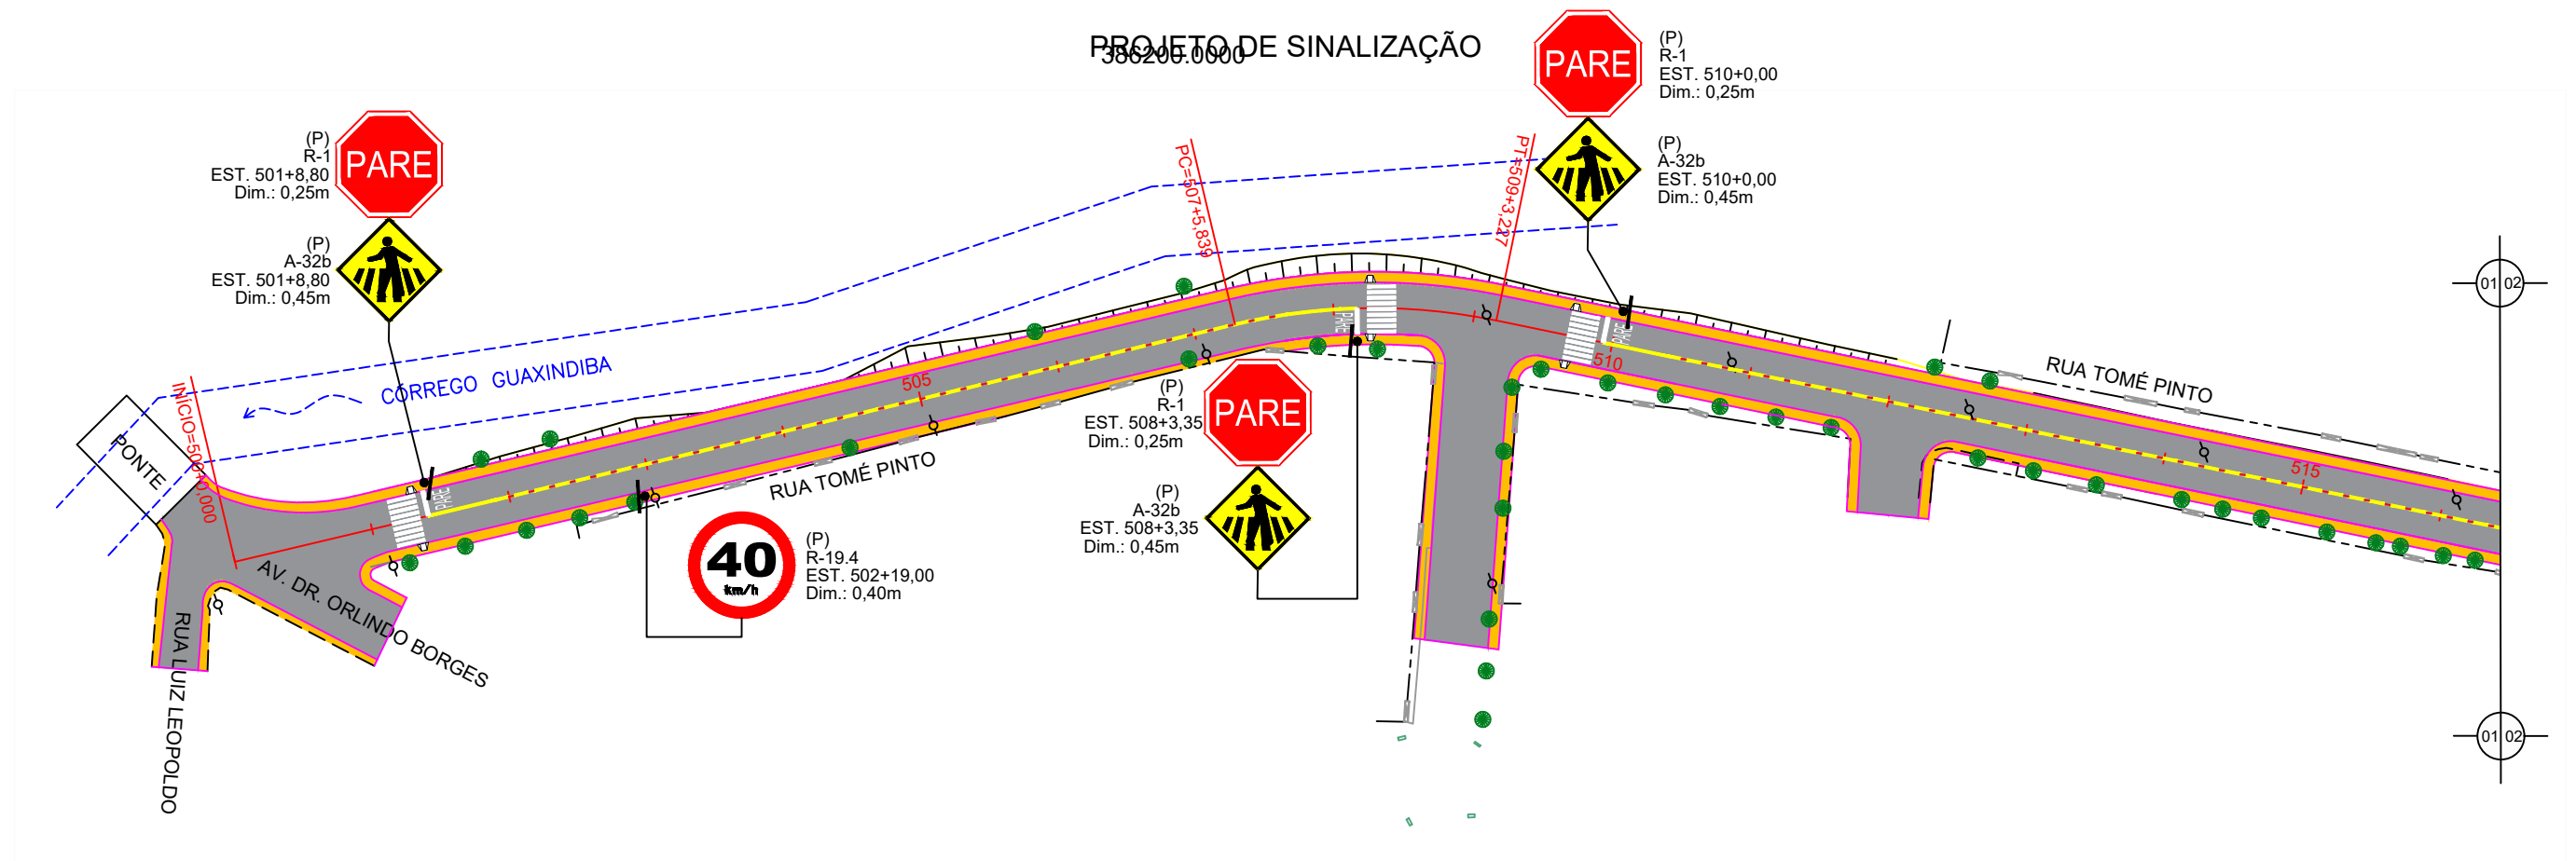 PROJETO DE SINALIZAÇÃO
386200.0000
PARE
(P)
R-1
EST. 510+0,00
Dim.: 0,25m
(P)
A-32b
EST. 510+0,00
Dim.: 0,45m
PARE
(P)
R-1
EST. 501+8,80
Dim.: 0,25m
(P)
A-32b
EST. 501+8,80
Dim.: 0,45m
PC=507+5,839
PT=509+3,227
01 02
CÓRREGO GUAXINDIBA
INÍCIO=500+0,000
PONTE
PARE
505
PARE
PARE
510
RUA TOMÉ PINTO
515
RUA TOMÉ PINTO
PARE
(P)
R-1
EST. 508+3,35
Dim.: 0,25m
(P)
A-32b
EST. 508+3,35
Dim.: 0,45m
40
km/h
(P)
R-19.4
EST. 502+19,00
Dim.: 0,40m
AV. DR. ORLINDO BORGES
RUA LUIZ LEOPOLDO
01 02